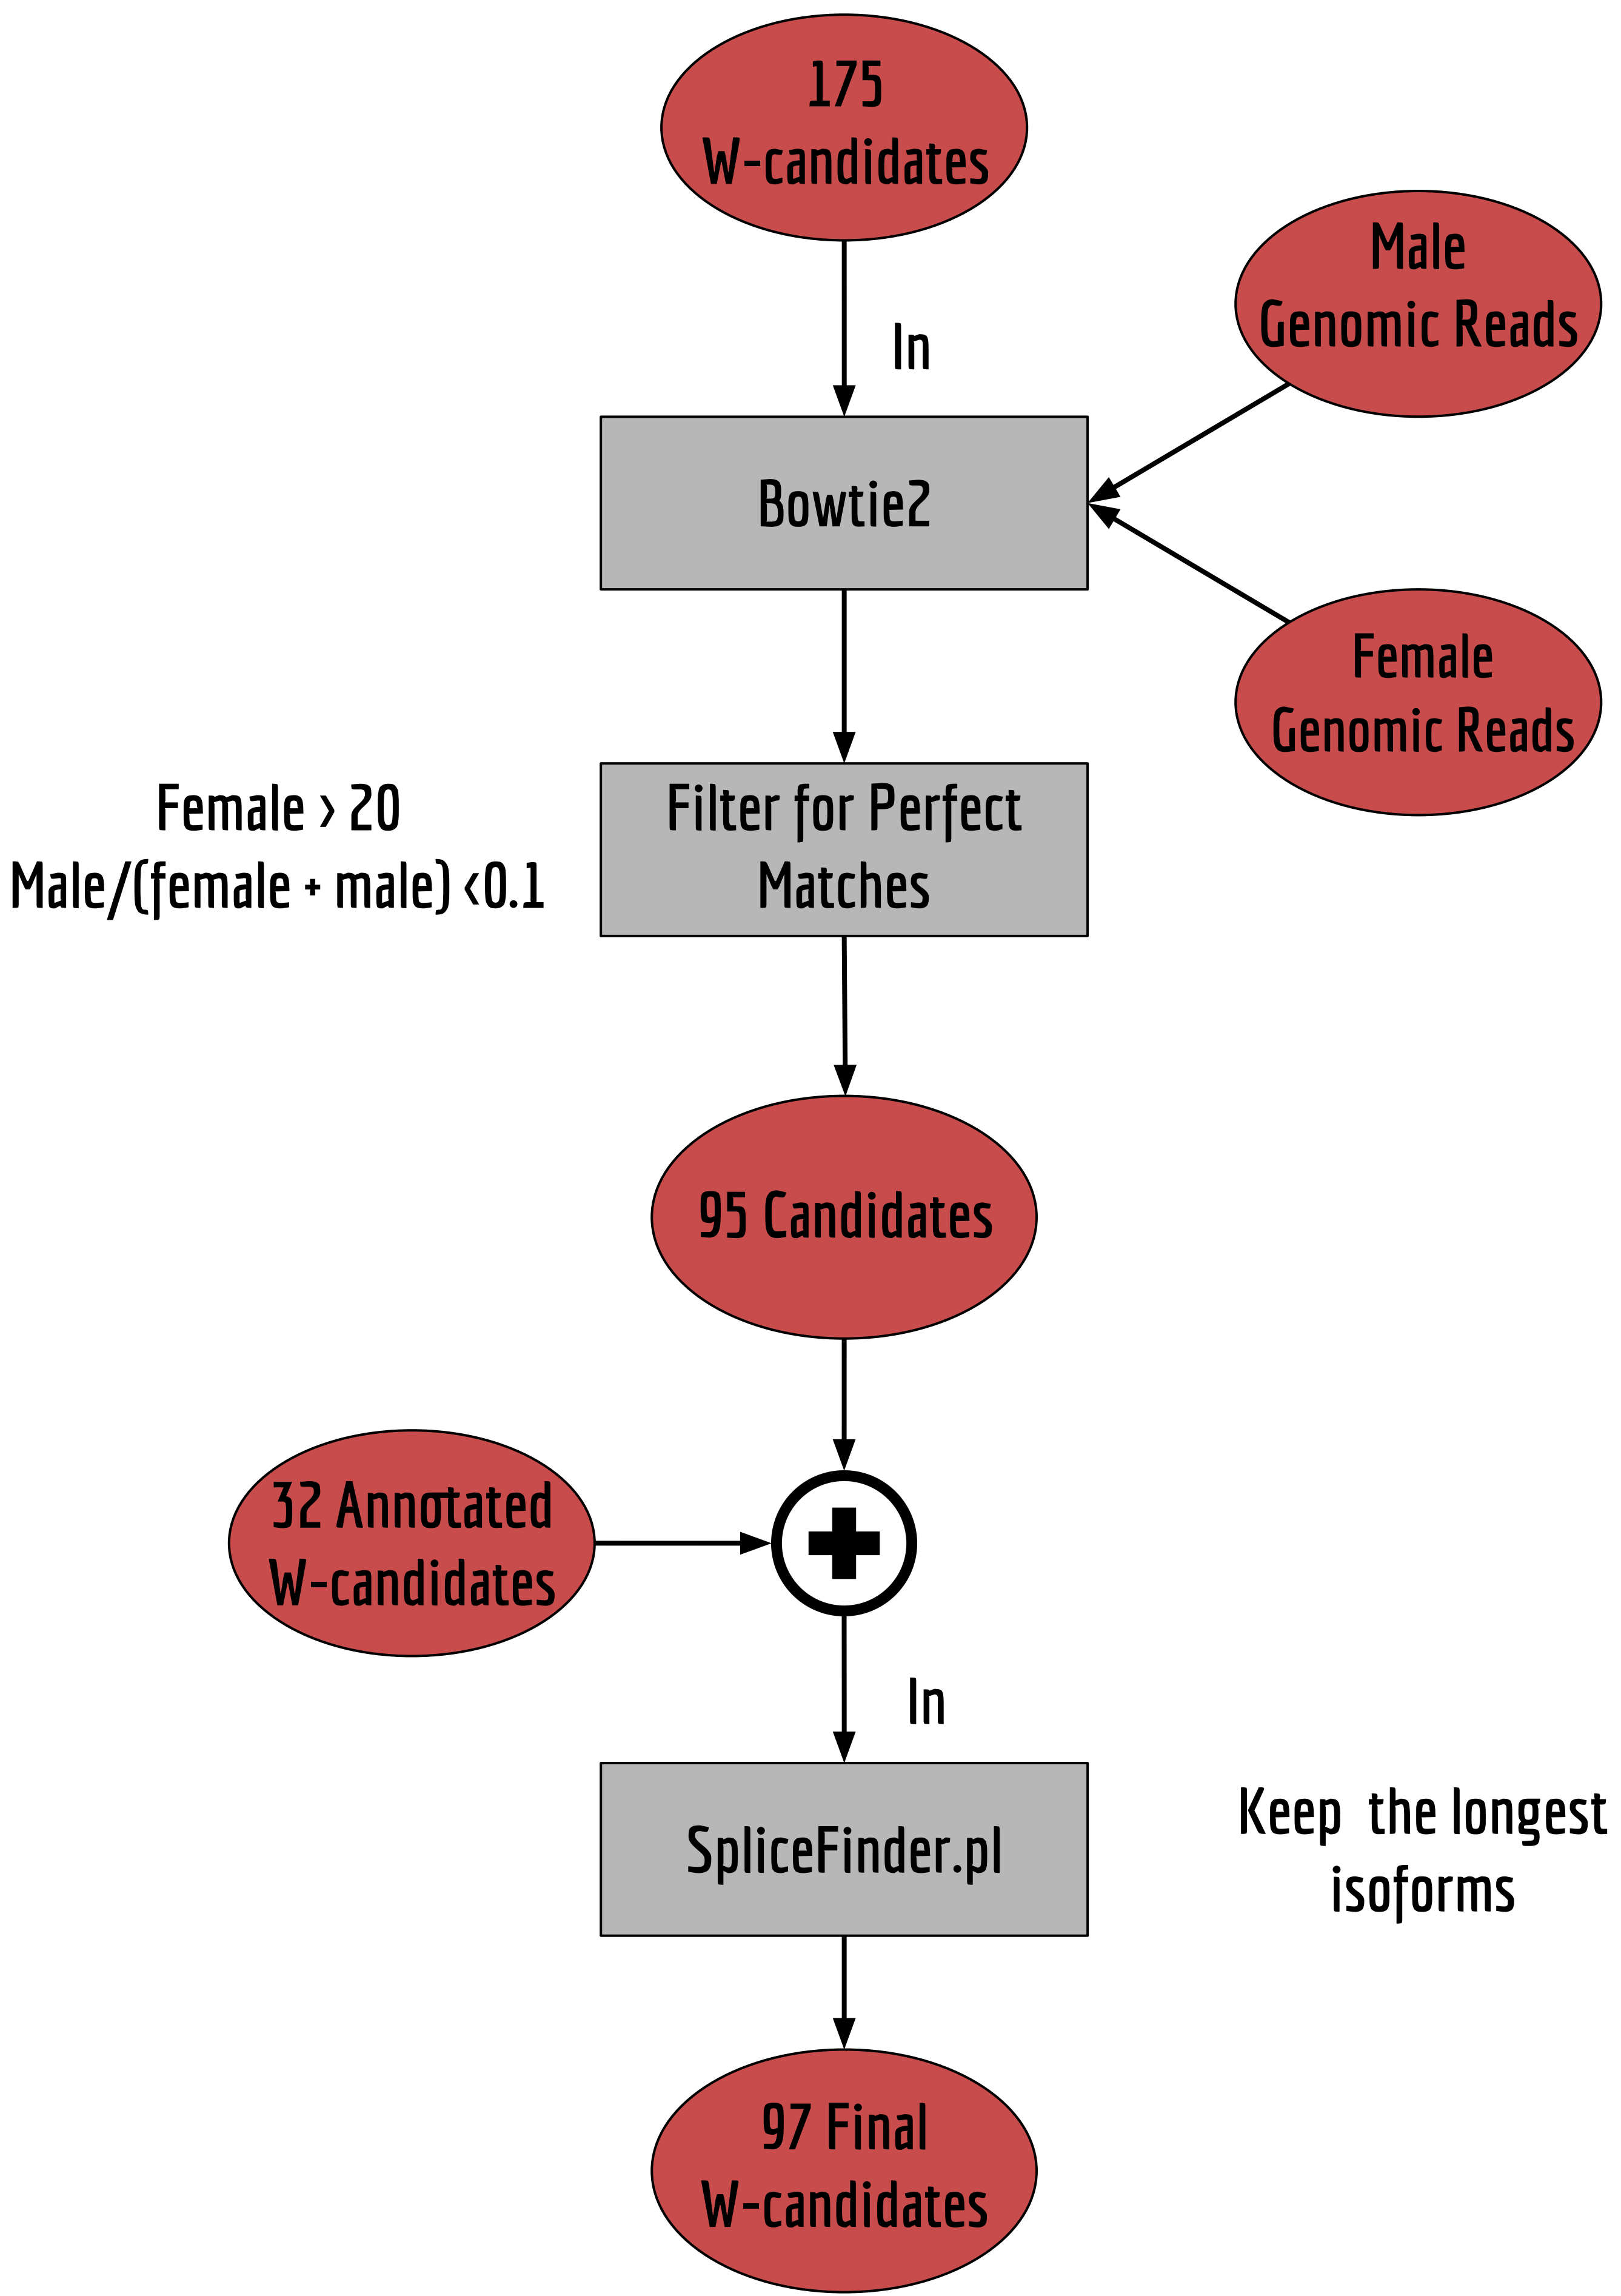 175
W-candidates
Male
Genomic Reads
In
Bowtie2
Female
Genomic Reads
Female > 20
Male/(female + male) <0.1
Filter for Perfect
Matches
95 Candidates
32 Annotated
W-candidates
In
SpliceFinder.pl
Keep the longest
isoforms
97 Final
W-candidates